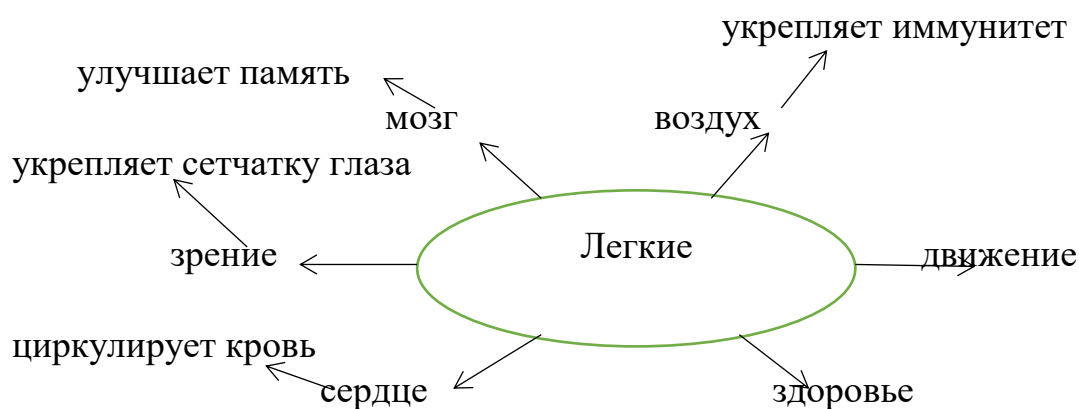 укрепляет иммунитет
улучшает память
мозг
воздух
укрепляет сетчатку глаза
Легкие
зрение
движение
циркулирует кровь
сердце
здоровье